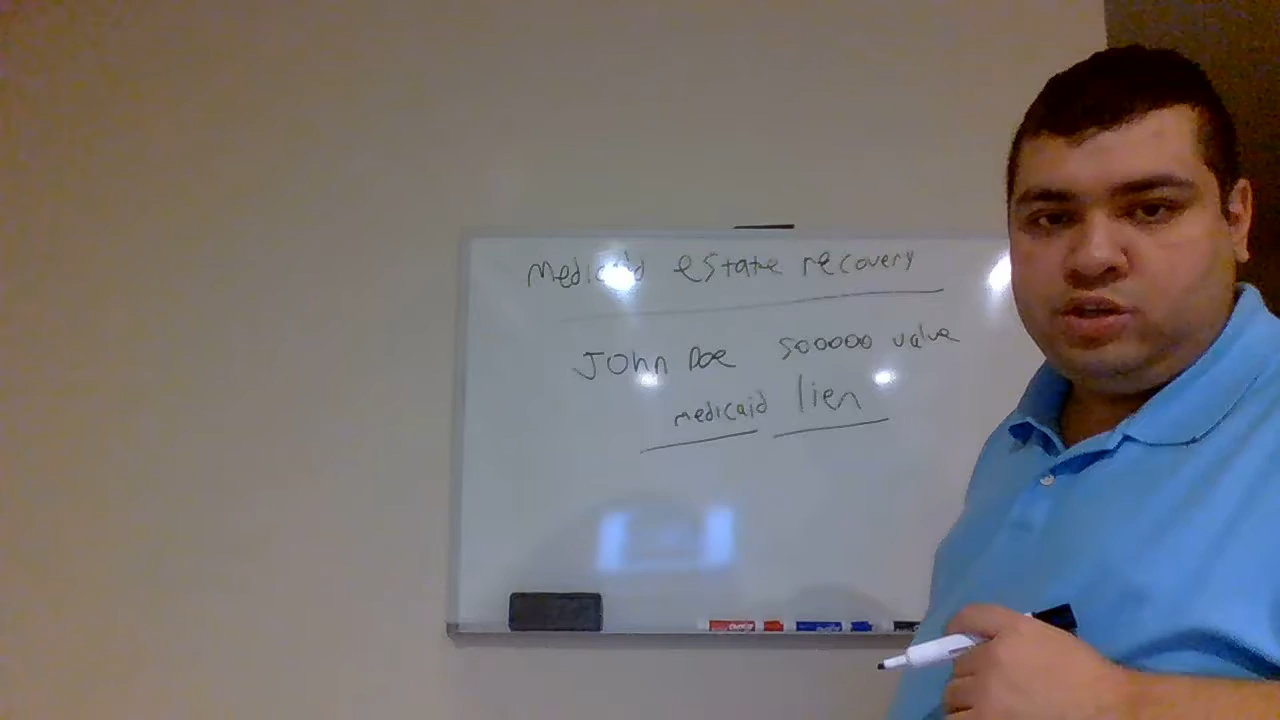 Medicaid estate recovery
John Doe 500000 value
medicaid lien